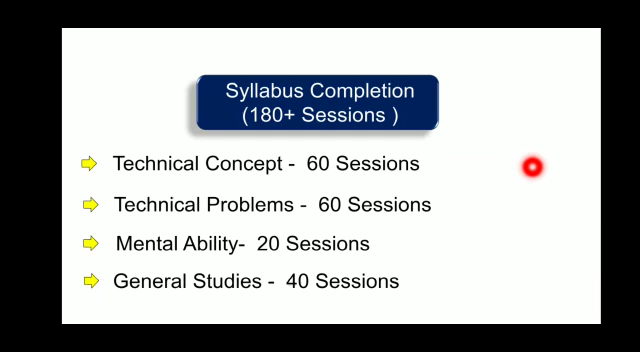 Syllabus Completion
(180+ Sessions )
Technical Concept - 60 Sessions
Technical Problems - 60 Sessions
Mental Ability- 20 Sessions
General Studies - 40 Sessions